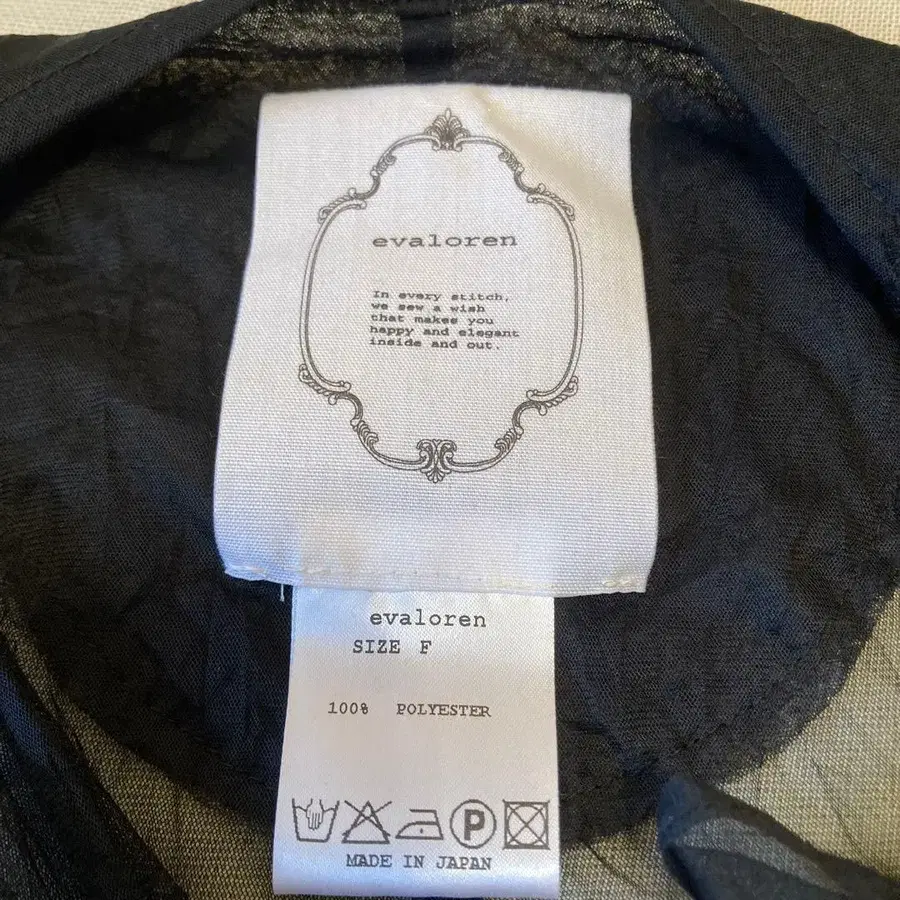 evaloren
In every stitch,
we sew a wish
that makes you
happy and elegant
inside and out.
evaloren
SIZE F
100% POLYESTER
P
MADE IN JAPAN